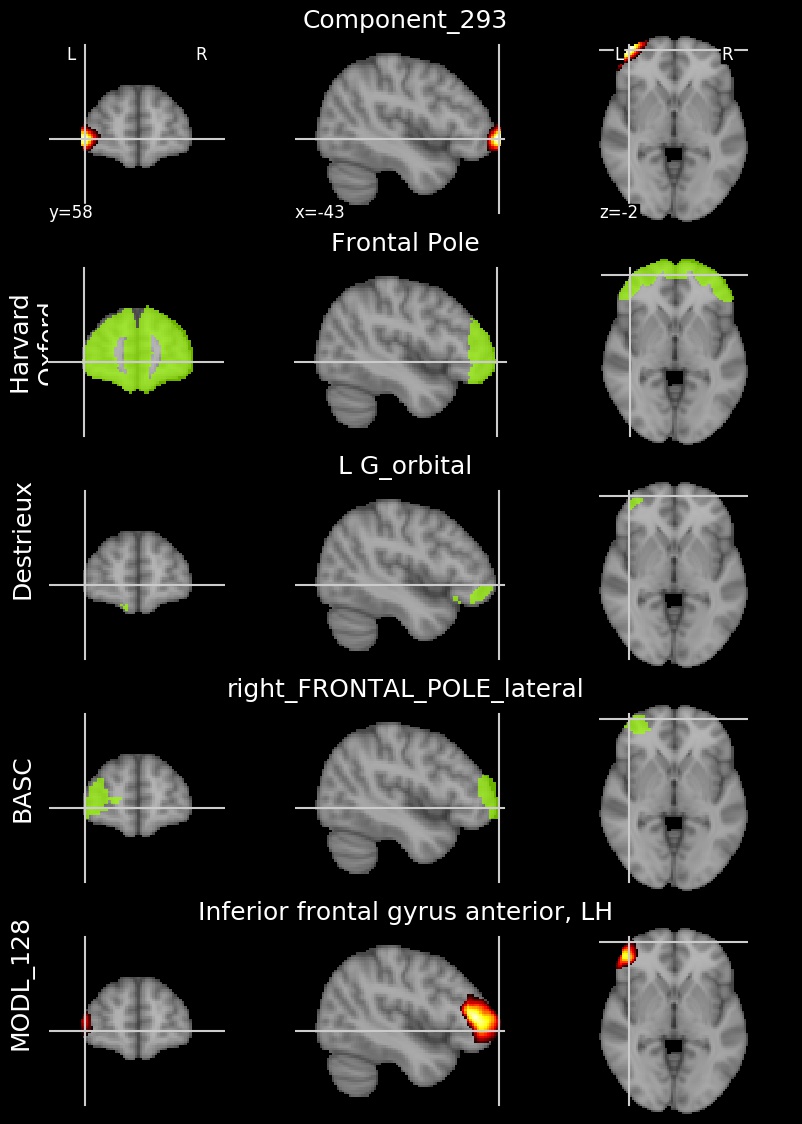 Component_293
L R L R
y=58 x=-43 z=-2
Frontal Pole
Harvard
L G_orbital
Destrieux
right_FRONTAL_POLE_lateral
BASC
Inferior frontal gyrus anterior, LH
MODL_128